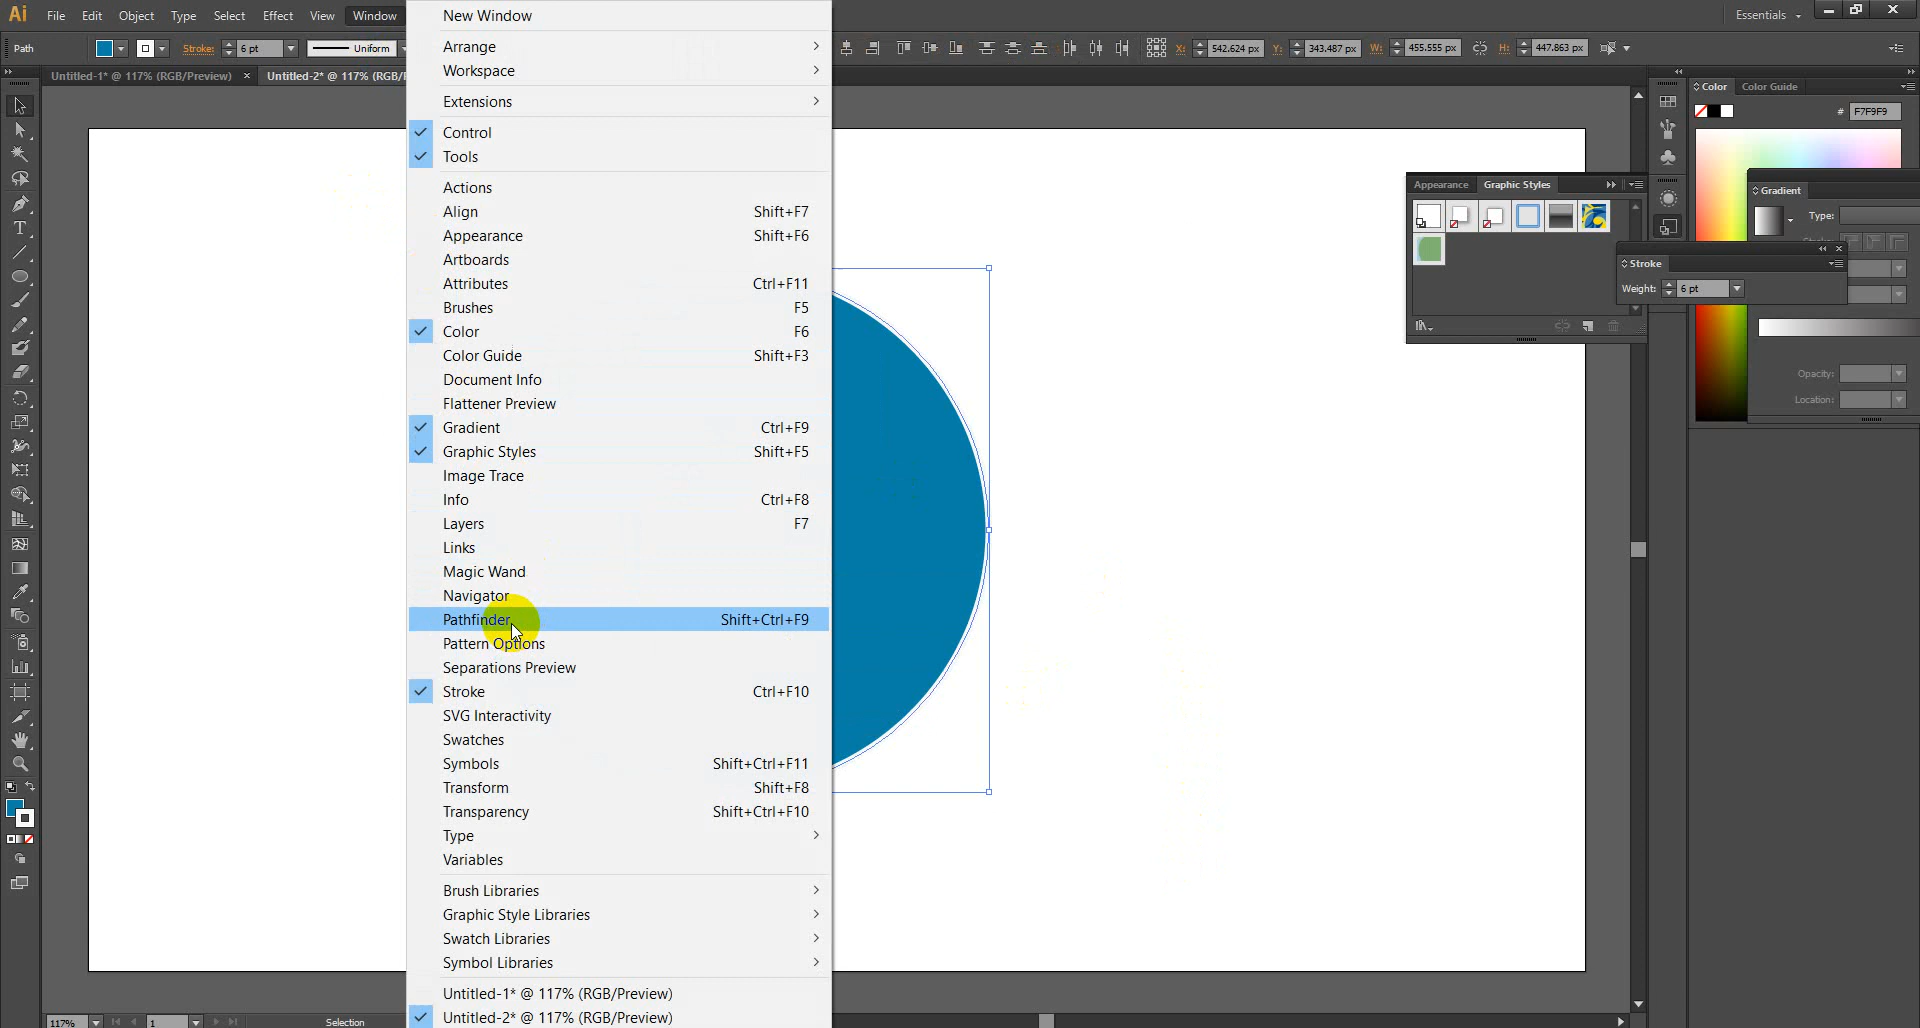 Ai File Edit Object Type Select Effect View Window Essentials
Path Stroke: 6 pt Uniform X: 542.624 px Y: 343.487 px W: 455.555 px H: 447.863 px
Untitled-1* @ 117% (RGB/Preview) × Untitled-2* @ 117% (RGB/P
New Window
Arrange
Workspace
Extensions
Control
Tools
Actions
Align Shift+F7
Appearance Shift+F6
Artboards
Attributes Ctrl+F11
Brushes F5
Color F6
Color Guide Shift+F3
Document Info
Flattener Preview
Gradient Ctrl+F9
Graphic Styles Shift+F5
Image Trace
Info Ctrl+F8
Layers F7
Links
Magic Wand
Navigator
Pathfinder Shift+Ctrl+F9
Pattern Options
Separations Preview
Stroke Ctrl+F10
SVG Interactivity
Swatches
Symbols Shift+Ctrl+F11
Transform Shift+F8
Transparency Shift+Ctrl+F10
Type
Variables
Brush Libraries
Graphic Style Libraries
Swatch Libraries
Symbol Libraries
Untitled-1* @ 117% (RGB/Preview)
Untitled-2* @ 117% (RGB/Preview)
Color Color Guide
# F7F9F9
Appearance Graphic Styles
Gradient
Type:
Stroke
Weight: 6 pt
Opacity:
Location:
117% 1 Selection